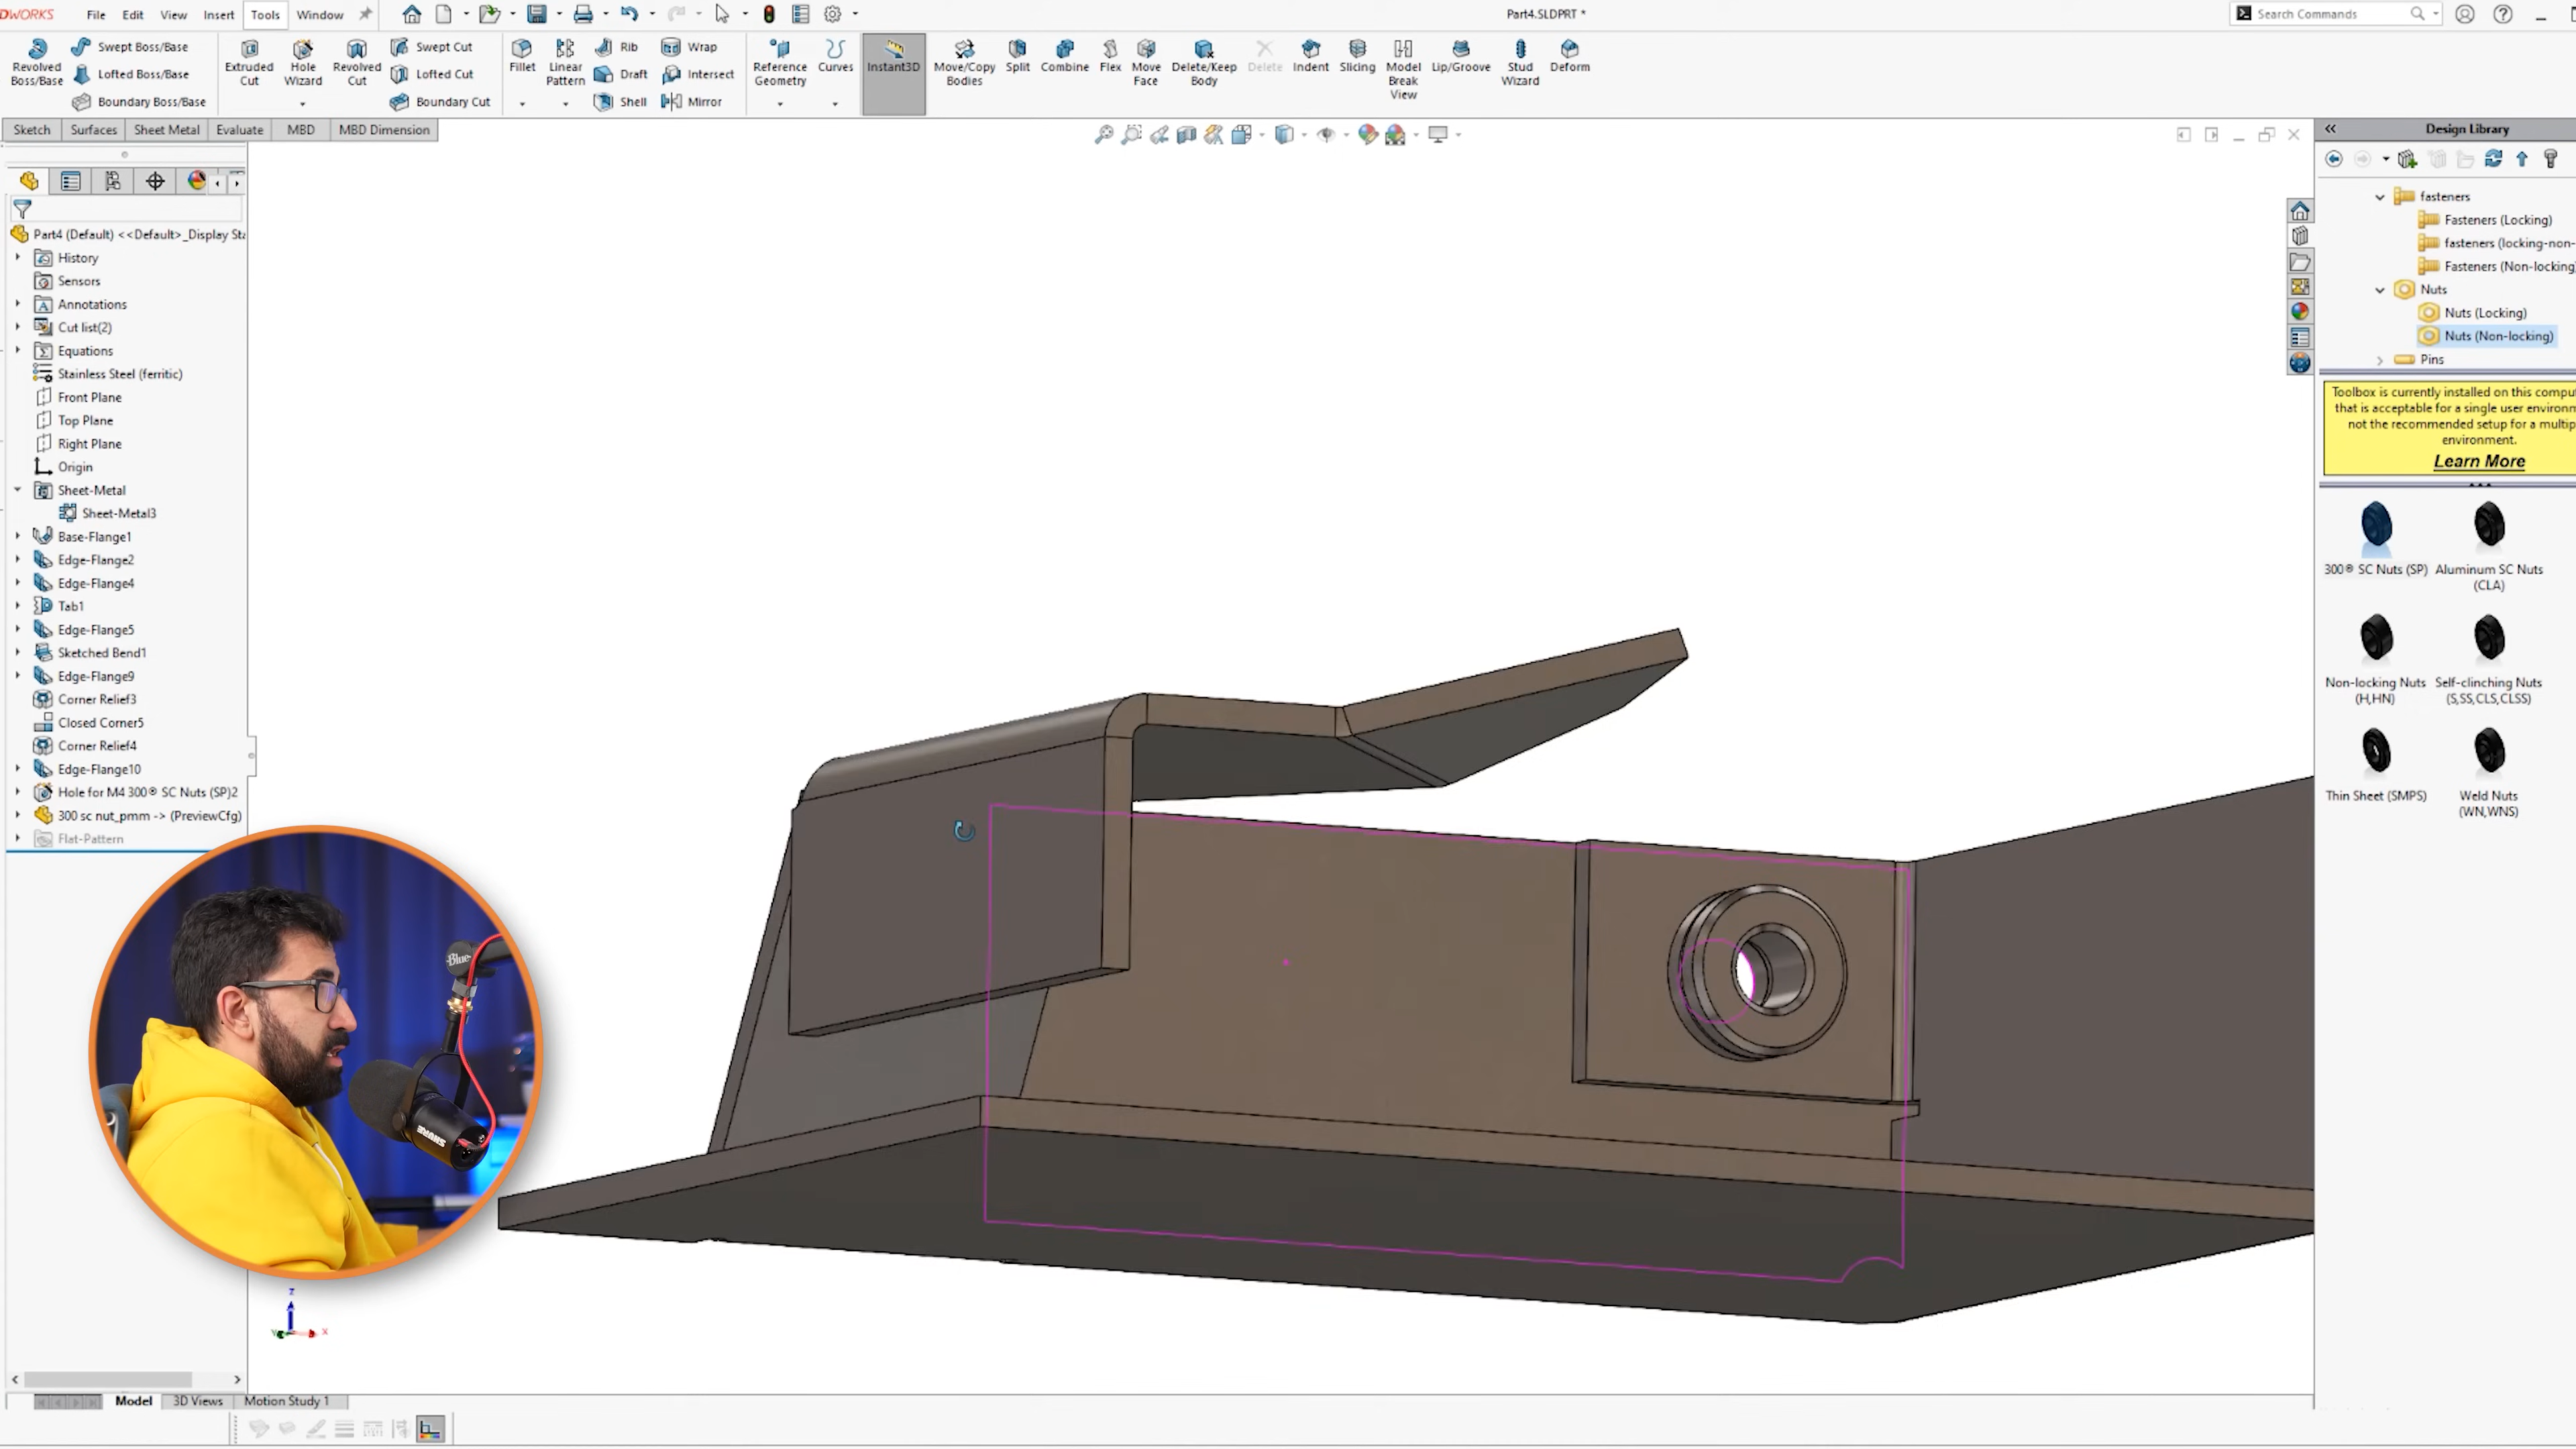 DWORKS
File Edit View Insert Tools Window
Part4.SLDPRT *
Search Commands
Revolved Boss/Base
Swept Boss/Base
Lofted Boss/Base
Boundary Boss/Base
Extruded Cut
Hole Wizard
Revolved Cut
Swept Cut
Lofted Cut
Boundary Cut
Fillet
Linear Pattern
Rib
Draft
Shell
Wrap
Intersect
Mirror
Reference Geometry
Curves
Instant3D
Move/Copy Bodies
Split
Combine
Flex
Move Face
Delete/Keep Body
Delete
Indent
Slicing
Model Break View
Lip/Groove
Stud Wizard
Deform
Sketch Surfaces Sheet Metal Evaluate MBD MBD Dimension
Part4 (Default) <<Default>_Display Sta
History
Sensors
Annotations
Cut list(2)
Equations
Stainless Steel (ferritic)
Front Plane
Top Plane
Right Plane
Origin
Sheet-Metal
Sheet-Metal3
Base-Flange1
Edge-Flange2
Edge-Flange4
Tab1
Edge-Flange5
Sketched Bend1
Edge-Flange9
Corner Relief3
Closed Corner5
Corner Relief4
Edge-Flange10
Hole for M4 300® SC Nuts (SP)2
300 sc nut_pmm -> (PreviewCfg)
Flat-Pattern
Design Library
fasteners
Fasteners (Locking)
fasteners (locking-non-
Fasteners (Non-locking)
Nuts
Nuts (Locking)
Nuts (Non-locking)
Pins
Toolbox is currently installed on this compu
that is acceptable for a single user environm
not the recommended setup for a multip
environment.
Learn More
300® SC Nuts (SP)
Aluminum SC Nuts (CLA)
Non-locking Nuts (H,HN)
Self-clinching Nuts (S,SS,CLS,CLSS)
Thin Sheet (SMPS)
Weld Nuts (WN,WNS)
Blue
SHURE
Z
Y
X
Model 3D Views Motion Study 1